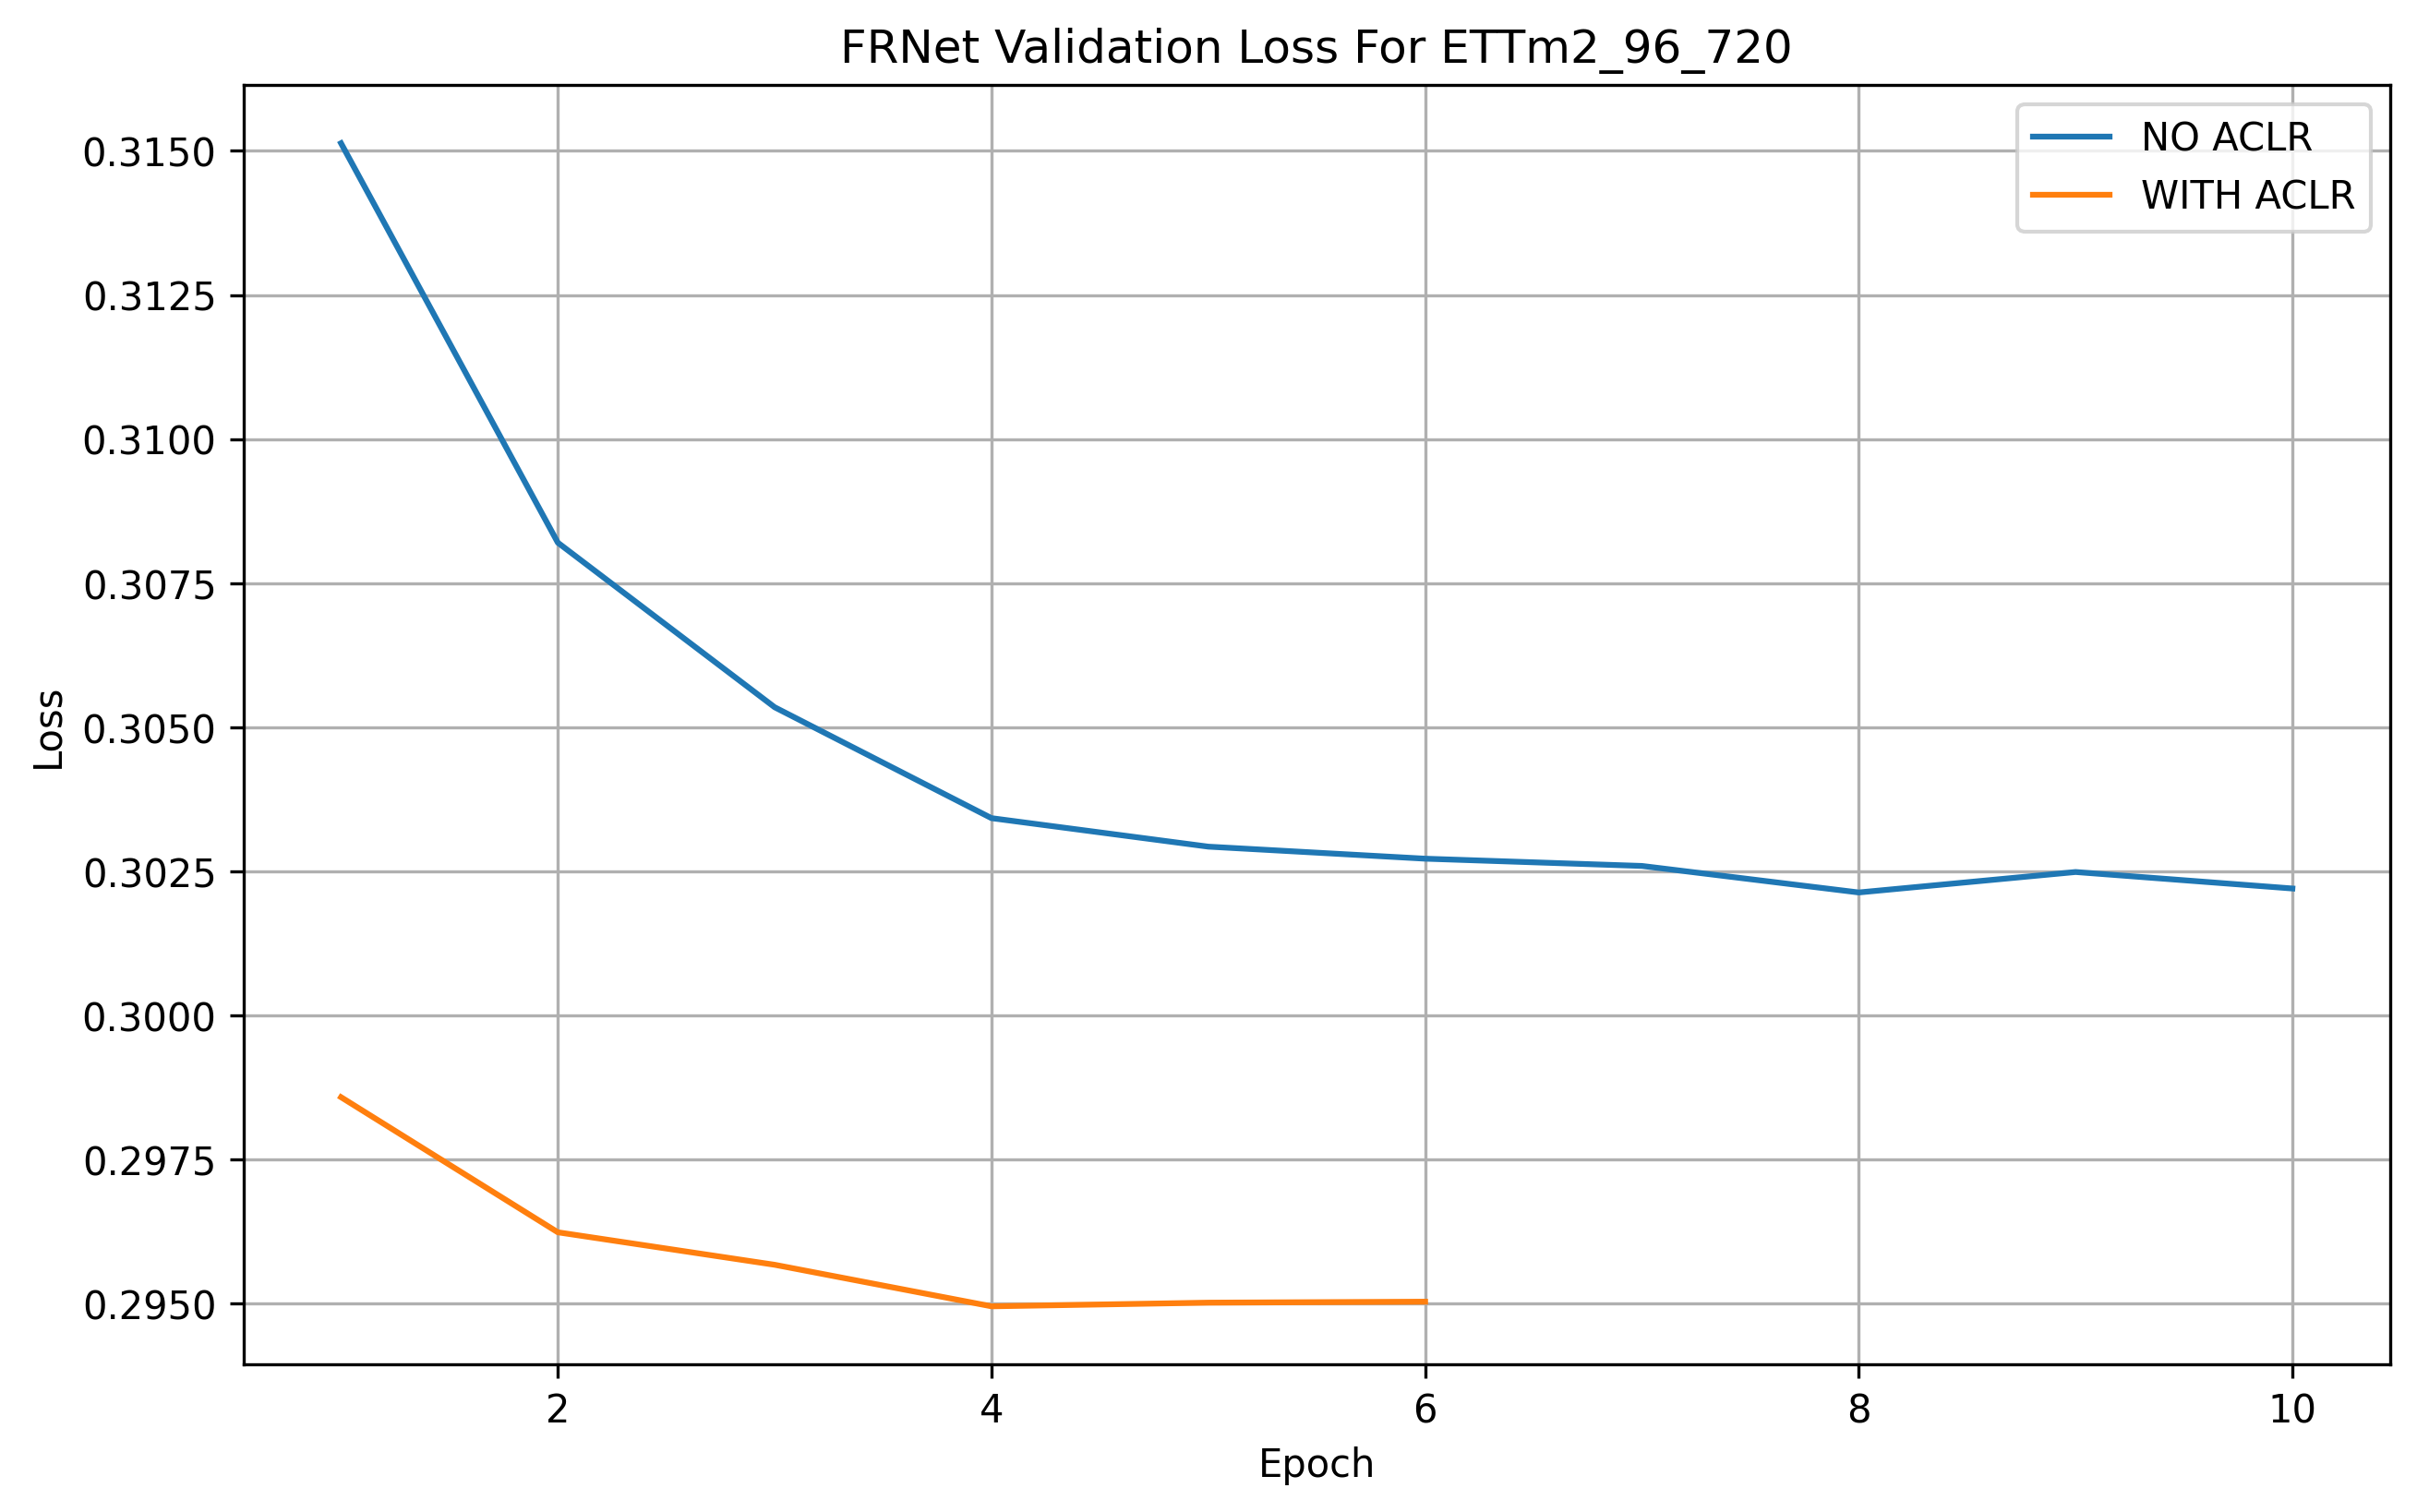 FRNet Validation Loss For ETTm2_96_720
NO ACLR
WITH ACLR
0.3150
0.3125
0.3100
0.3075
0.3050
0.3025
0.3000
0.2975
0.2950
Loss
2 4 6 8 10
Epoch